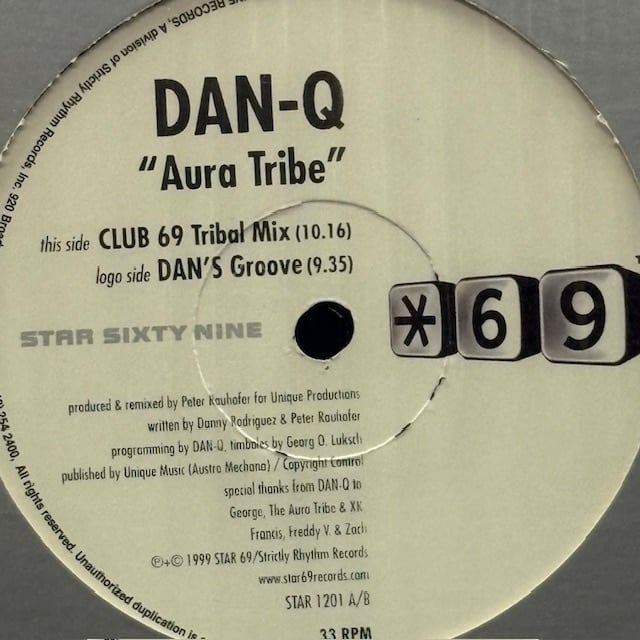 DAN-Q
"Aura Tribe"
this side CLUB 69 Tribal Mix (10.16)
logo side DAN'S Groove (9.35)
STAR SIXTY NINE
*69
produced & remixed by Peter Rauhofer for Unique Productions
written by Danny Rodriguez & Peter Rauhofer
programming by DAN-Q, timbales by Georg O. Luksch
published by Unique Music (Austro Mechana) / Copyright Control
special thanks from DAN-Q to
George, The Aura Tribe & XK
Francis, Freddy V. & Zach
℗+© 1999 STAR 69/Strictly Rhythm Records
www.star69records.com
STAR 1201 A/B
33 RPM
RECORDS, A division of Strictly Rhythm Records, Inc. 920
254 2400, All rights reserved. Unauthorized duplication is